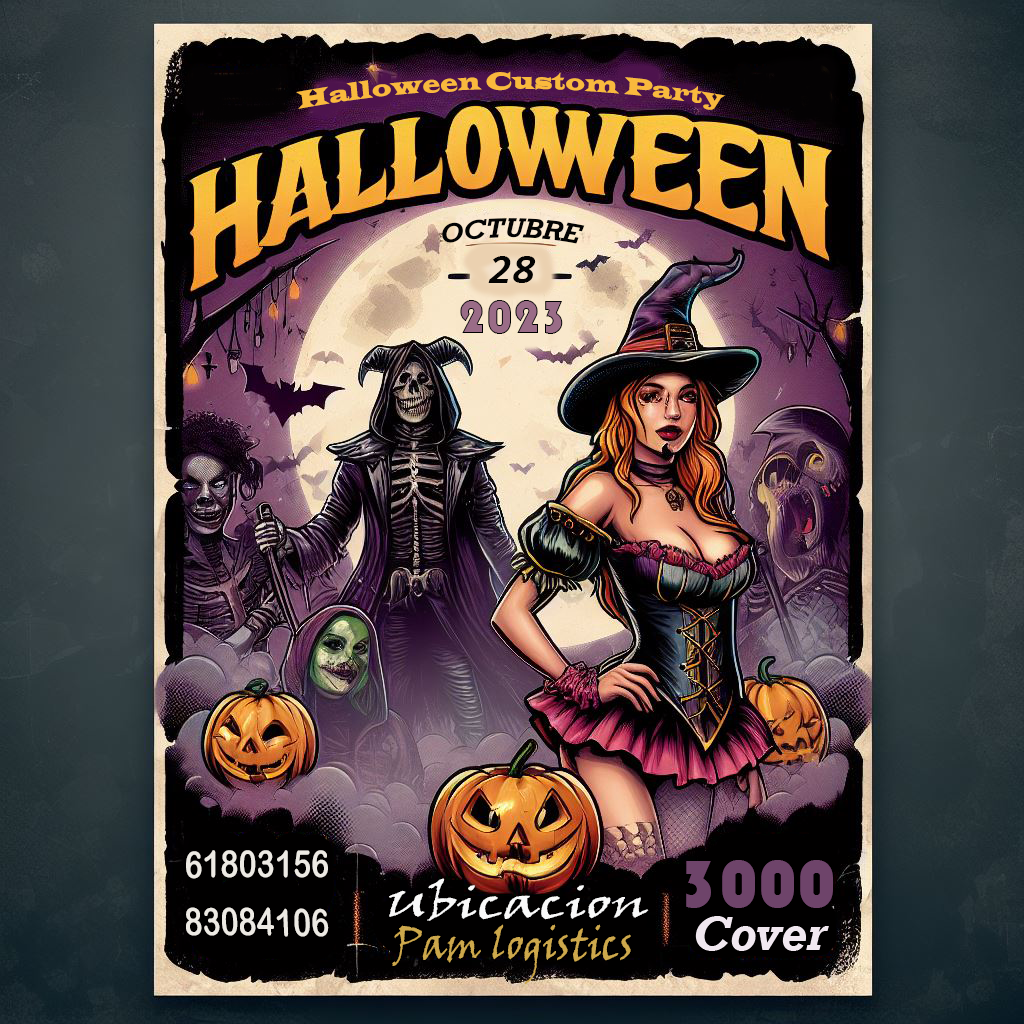 Halloween Custom Party
HALLOWEEN
OCTUBRE
- 28 -
2023
61803156
83084106
Ubicacion
Pam logistics
3000
Cover